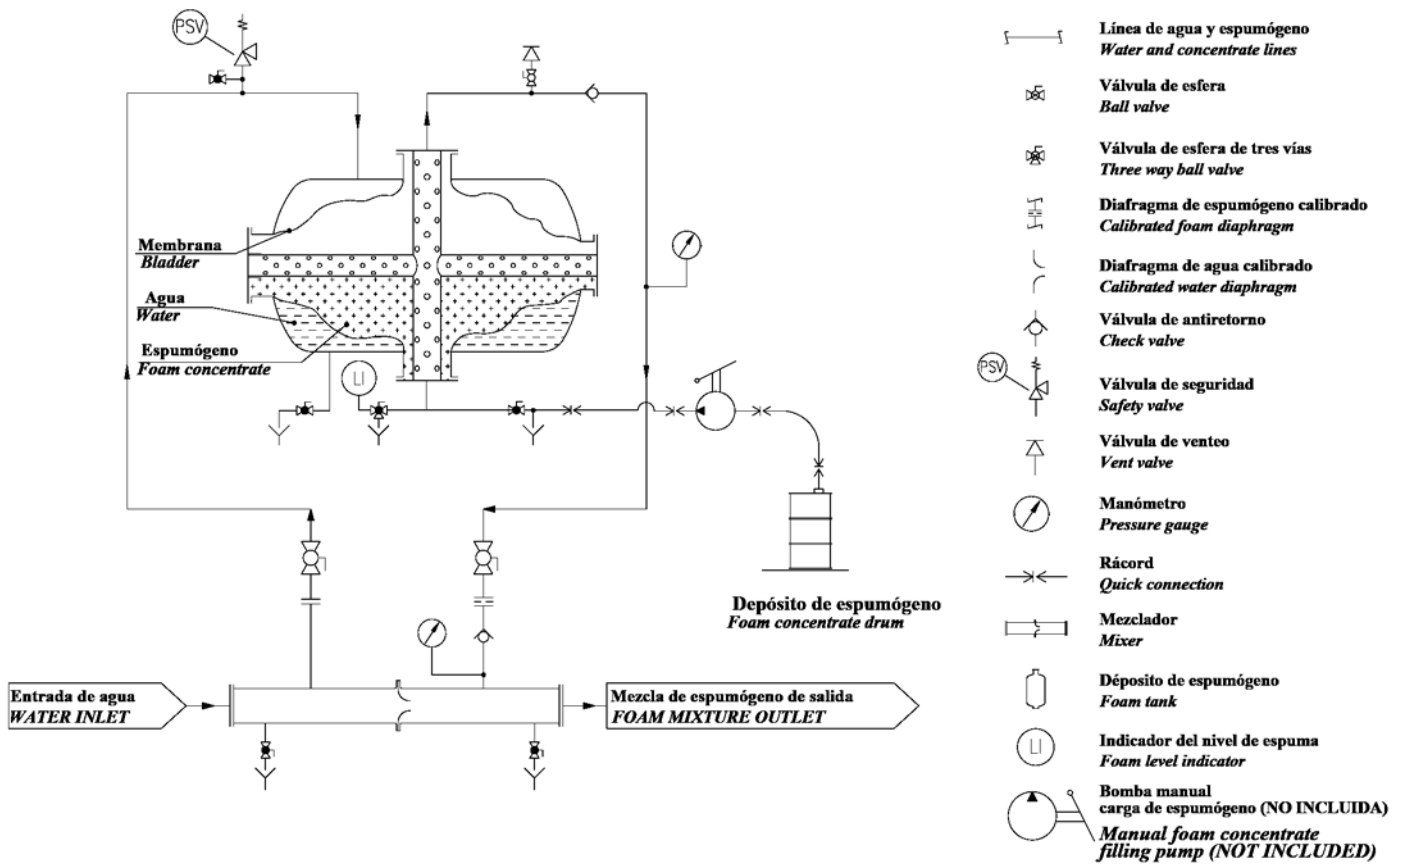 PSV
Membrana
Bladder
Agua
Water
Espumógeno
Foam concentrate
LI
Depósito de espumógeno
Foam concentrate drum
Entrada de agua
WATER INLET
Mezcla de espumógeno de salida
FOAM MIXTURE OUTLET
Línea de agua y espumógeno
Water and concentrate lines
Válvula de esfera
Ball valve
Válvula de esfera de tres vías
Three way ball valve
Diafragma de espumógeno calibrado
Calibrated foam diaphragm
Diafragma de agua calibrado
Calibrated water diaphragm
Válvula de antiretorno
Check valve
PSV
Válvula de seguridad
Safety valve
Válvula de venteo
Vent valve
Manómetro
Pressure gauge
Rácord
Quick connection
Mezclador
Mixer
Déposito de espumógeno
Foam tank
LI
Indicador del nivel de espuma
Foam level indicator
Bomba manual
carga de espumógeno (NO INCLUIDA)
Manual foam concentrate
filling pump (NOT INCLUDED)